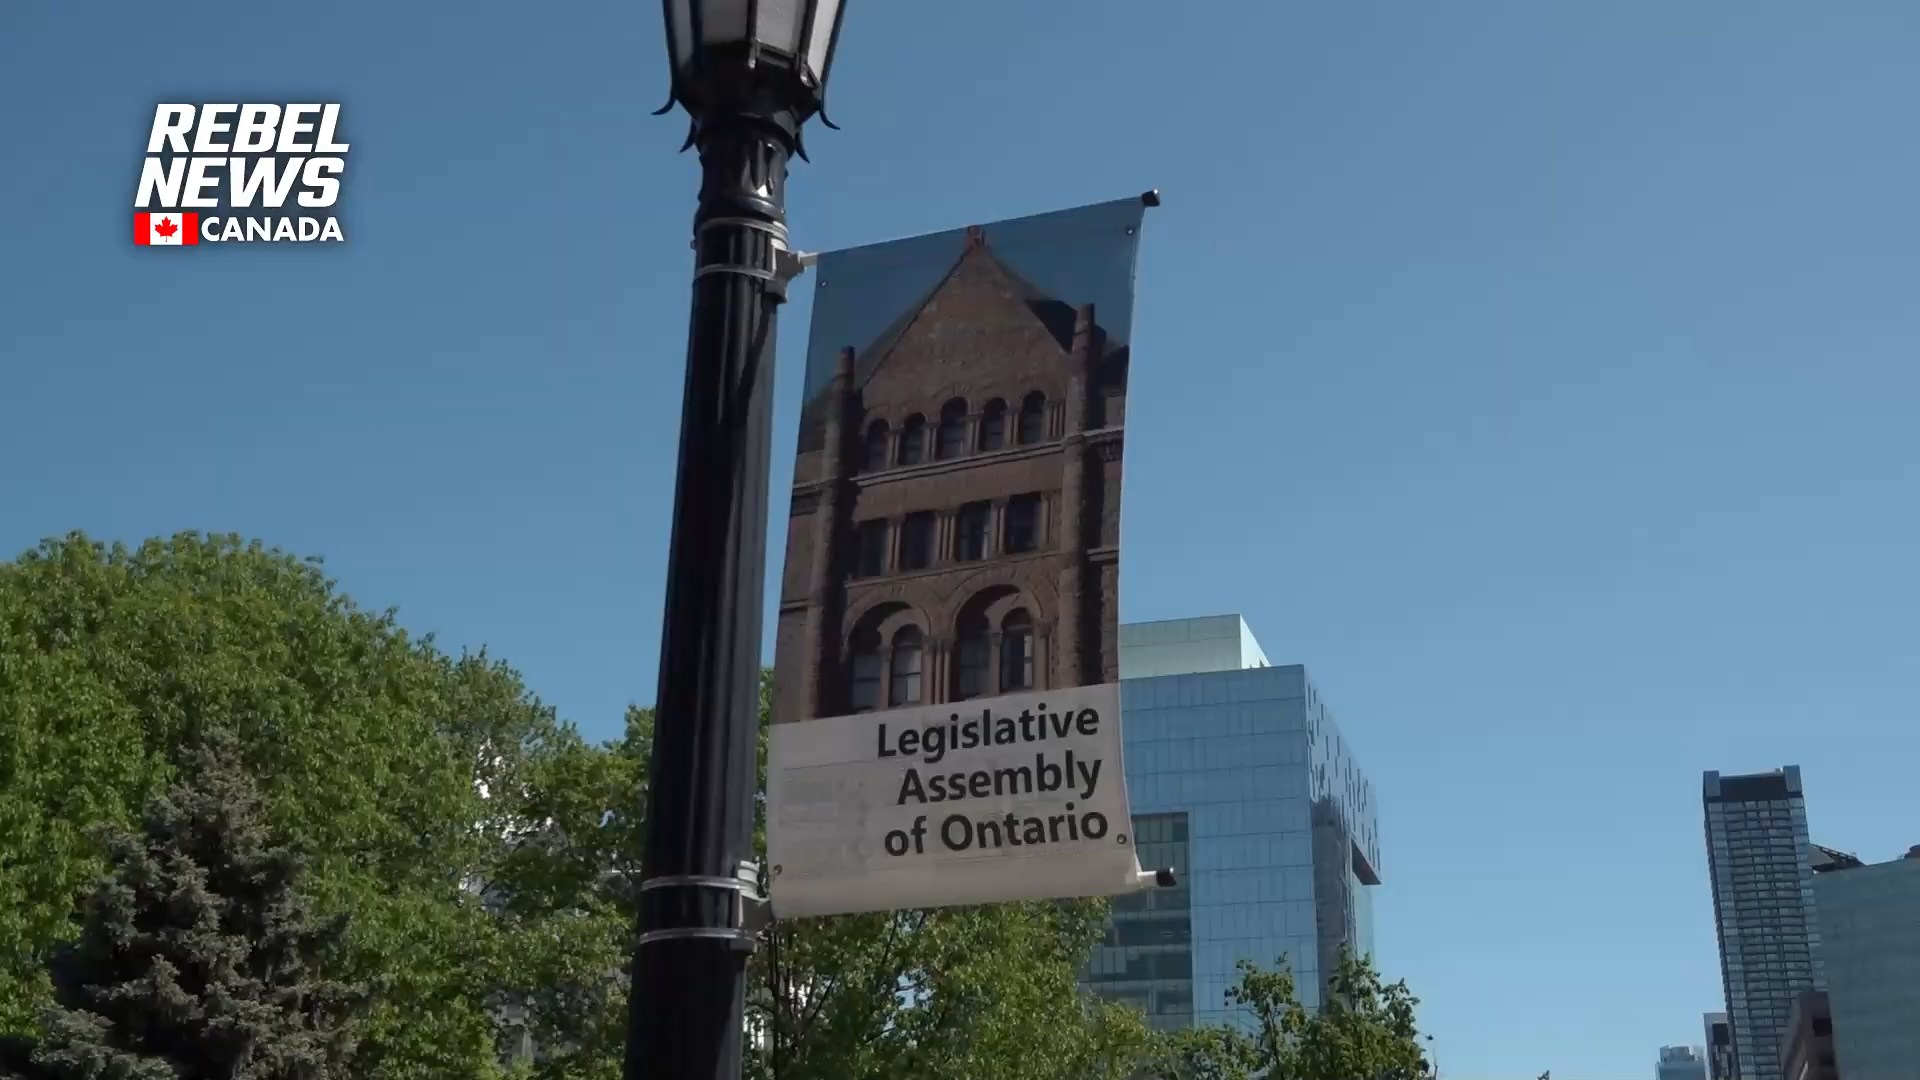 REBEL
NEWS
CANADA
Legislative
Assembly
of Ontario